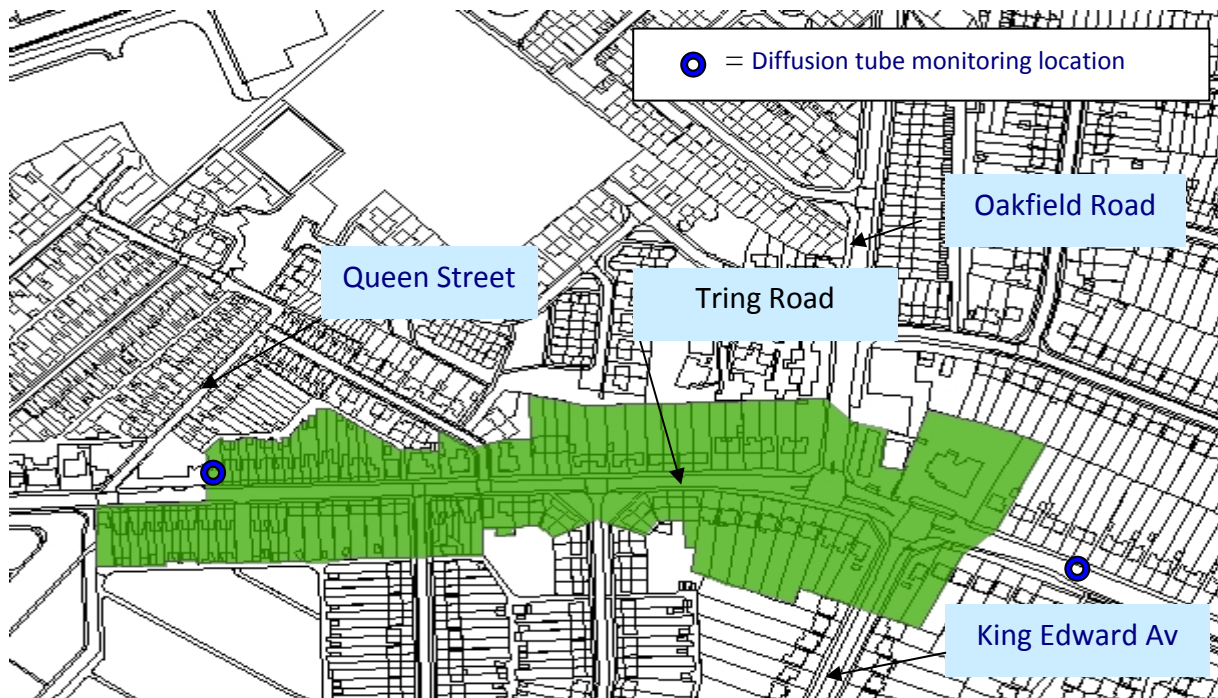 = Diffusion tube monitoring location
Oakfield Road
Queen Street
Tring Road
King Edward Av